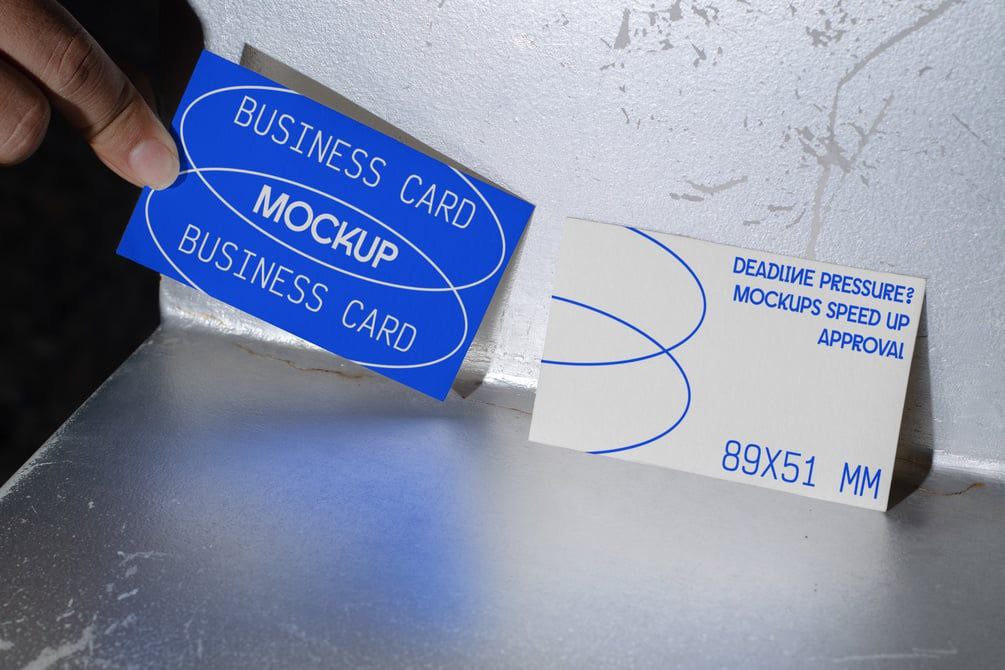 BUSINESS CARD
MOCKUP
BUSINESS CARD
DEADLINE PRESSURE?
MOCKUPS SPEED UP
APPROVAL
89X51 MM